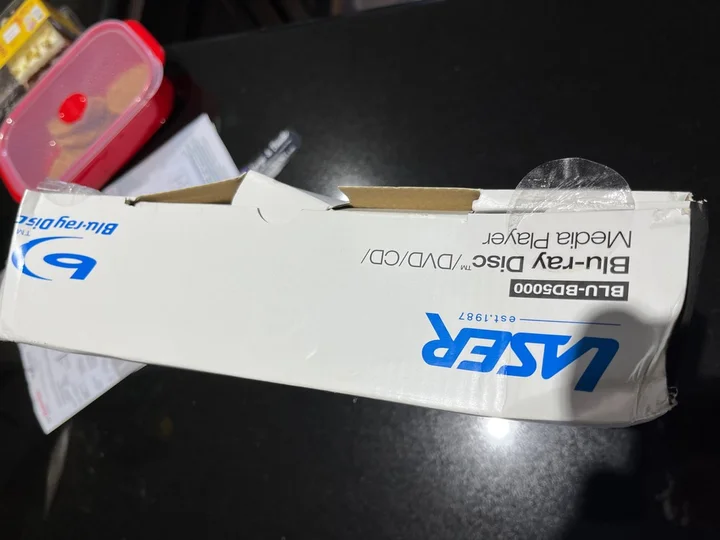 LASER
est.1987
BLU-BD5000
Blu-ray Disc™/DVD/CD/
Media Player
Blu-ray Disc
TM